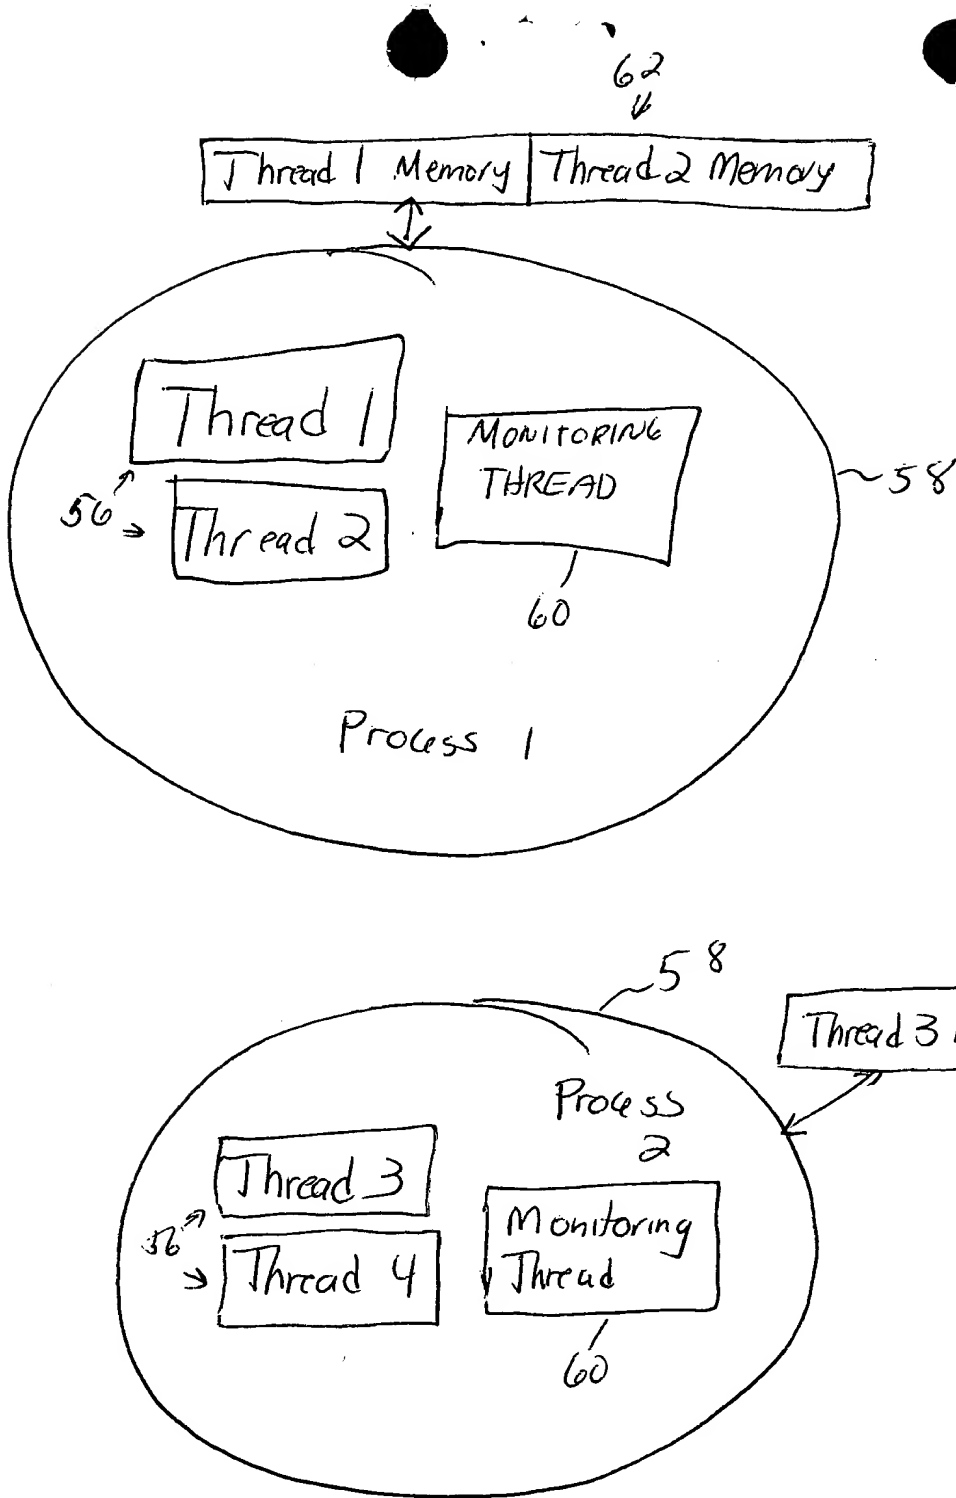 62
Thread 1 Memory
Thread 2 Memory
Thread 1
MONITORING
THREAD
58
56
Thread 2
60
Process 1
58
Thread 3
Process
2
Thread 3
Monitoring
Thread
56
Thread 4
60